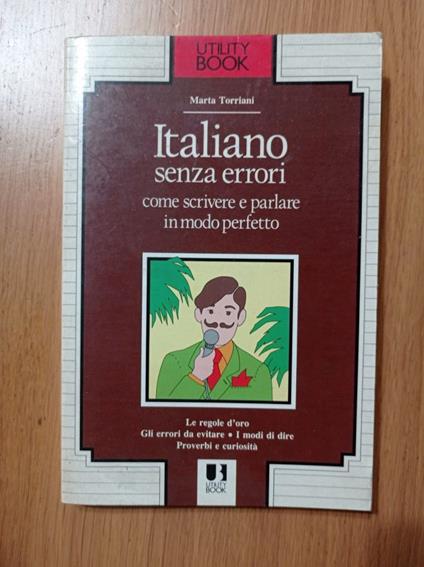 UTILITY
BOOK
Marta Torriani
Italiano
senza errori
come scrivere e parlare
in modo perfetto
Le regole d'oro
Gli errori da evitare • I modi di dire
Proverbi e curiosità
UB
UTILITY
BOOK